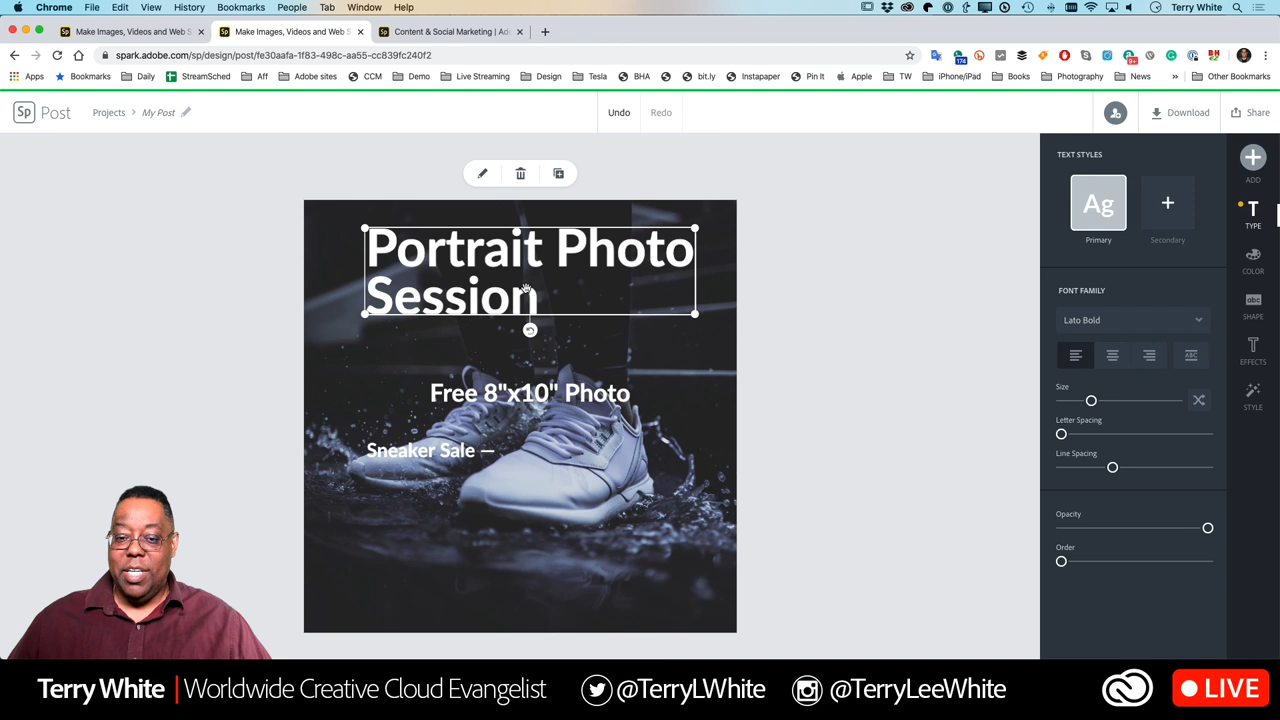 Chrome File Edit View History Bookmarks People Tab Window Help Terry White
Make Images, Videos and Web S
Make Images, Videos and Web S
Content & Social Marketing | Ad
spark.adobe.com/sp/design/post/fe30aafa-1f83-498c-aa55-cc839fc240f2
174
9+
Apps Bookmarks Daily StreamSched Aff Adobe sites CCM Demo Live Streaming Design Tesla BHA bit.ly Instapaper Pin It Apple TW iPhone/iPad Books Photography News » Other Bookmarks
Sp Post Projects > My Post Undo Redo Download Share
TEXT STYLES
Ag
Primary
Secondary
FONT FAMILY
Lato Bold
ABC
Size
Letter Spacing
Line Spacing
Opacity
Order
ADD
T
TYPE
COLOR
abc
SHAPE
T
EFFECTS
STYLE
Portrait Photo
Session
Free 8"x10" Photo
Sneaker Sale —
Terry White | Worldwide Creative Cloud Evangelist @TerryLWhite @TerryLeeWhite LIVE